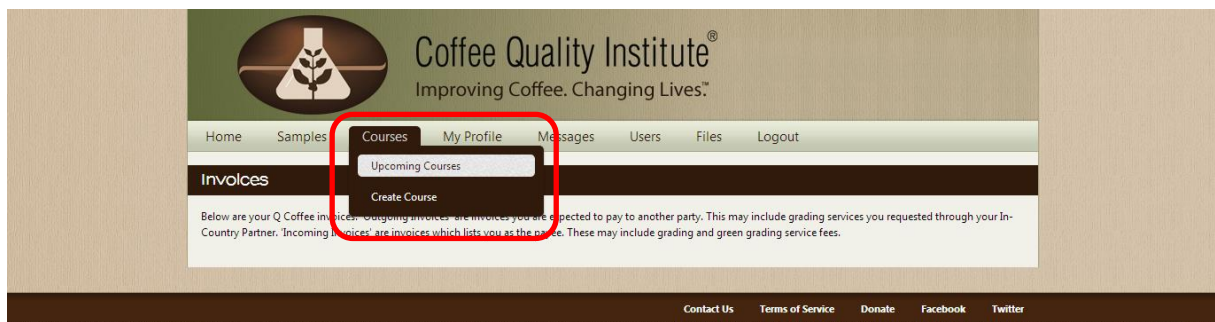 Coffee Quality Institute®
Improving Coffee. Changing Lives.™
Home Samples Courses My Profile Messages Users Files Logout
Upcoming Courses
Invoices
Create Course
Below are your Q Coffee invoices. 'Outgoing Invoices' are invoices you are expected to pay to another party. This may include grading services you requested through your In-
Country Partner. 'Incoming Invoices' are invoices which lists you as the payee. These may include grading and green grading service fees.
Contact Us Terms of Service Donate Facebook Twitter